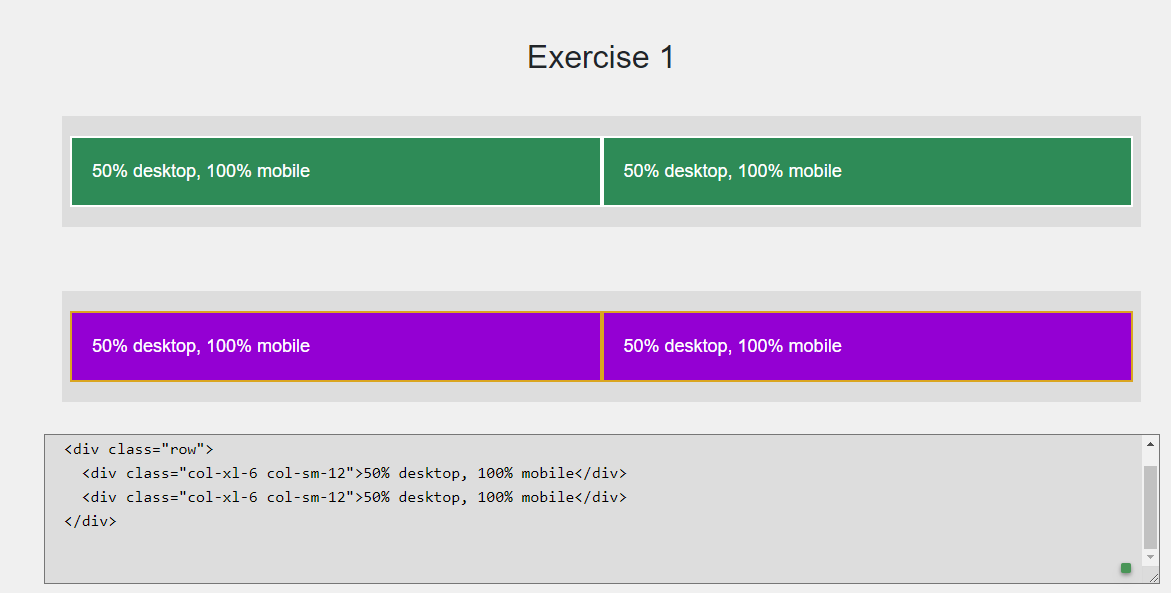 Exercise 1
50% desktop, 100% mobile 50% desktop, 100% mobile
50% desktop, 100% mobile 50% desktop, 100% mobile
<div class="row">
  <div class="col-xl-6 col-sm-12">50% desktop, 100% mobile</div>
  <div class="col-xl-6 col-sm-12">50% desktop, 100% mobile</div>
</div>